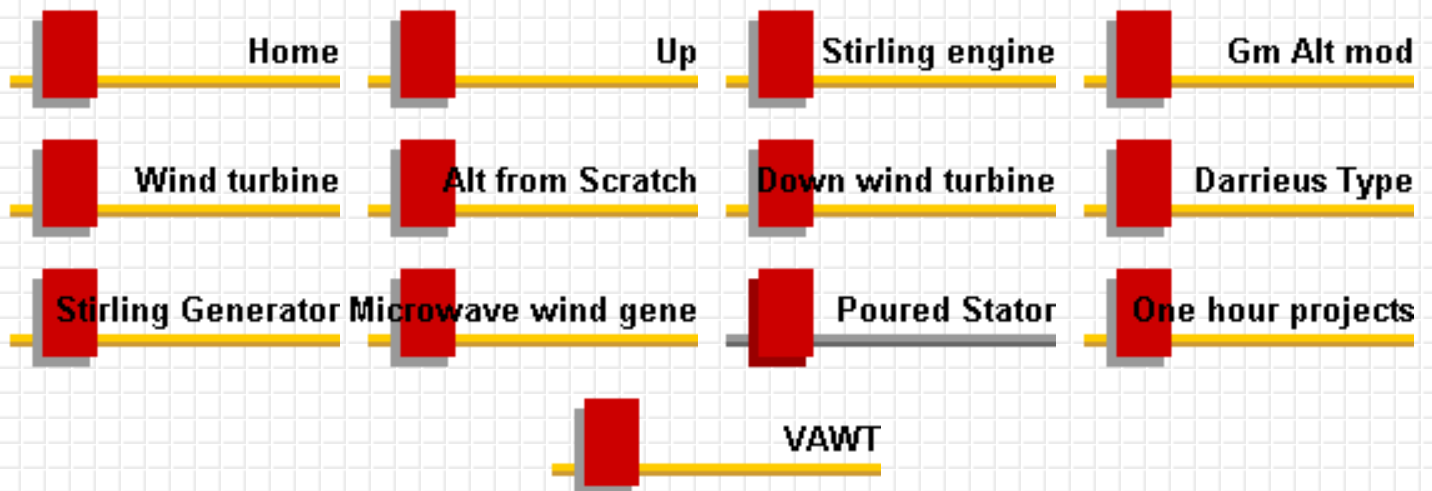 Home
Up
Stirling engine
Gm Alt mod
Wind turbine
Alt from Scratch
Down wind turbine
Darrieus Type
Stirling Generator
Microwave wind gene
Poured Stator
One hour projects
VAWT